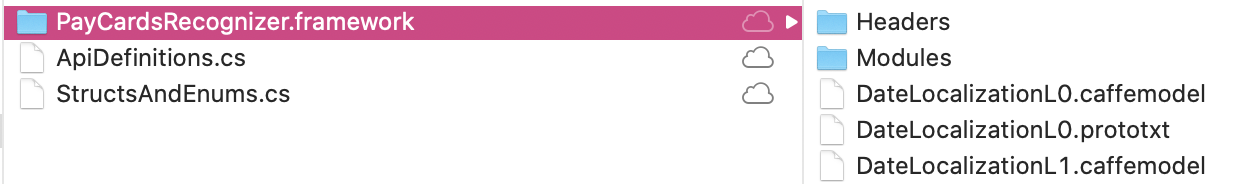 PayCardsRecognizer.framework
ApiDefinitions.cs
StructsAndEnums.cs
Headers
Modules
DateLocalizationL0.caffemodel
DateLocalizationL0.prototxt
DateLocalizationL1.caffemodel